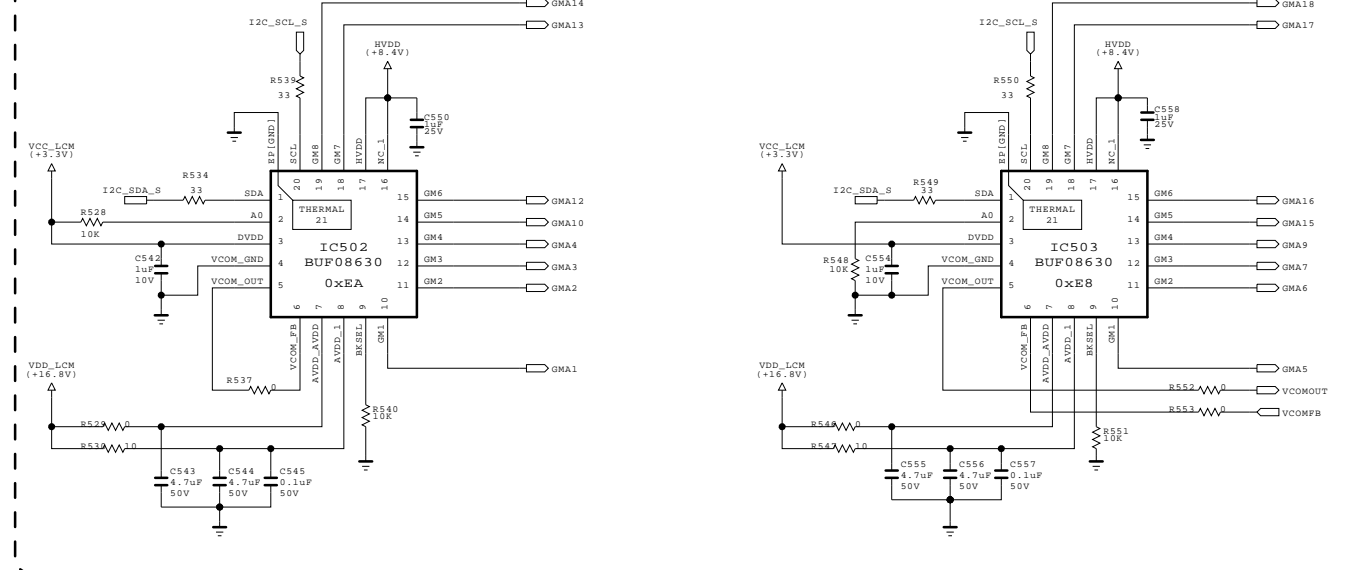 GMA14
GMA13
I2C_SCL_S
R539
33
HVDD
(+8.4V)
C550
1uF
25V
VCC_LCM
(+3.3V)
EP[GND]
SCL
GM8
GM7
HVDD
NC_1
20
19
18
17
16
R534
33
I2C_SDA_S
R528
10K
SDA
A0
DVDD
VCOM_GND
VCOM_OUT
1
2
3
4
5
THERMAL
21
IC502
BUF08630
0xEA
15
14
13
12
11
GM6
GM5
GM4
GM3
GM2
GMA12
GMA10
GMA4
GMA3
GMA2
C542
1uF
10V
6
7
8
9
10
VCOM_FB
AVDD_AVDD
AVDD_1
BKSEL
GM1
GMA1
VDD_LCM
(+16.8V)
R537
0
R540
10K
R529
0
R530
10
C543
4.7uF
50V
C544
4.7uF
50V
C545
0.1uF
50V
GMA18
GMA17
I2C_SCL_S
R550
33
HVDD
(+8.4V)
C558
1uF
25V
VCC_LCM
(+3.3V)
EP[GND]
SCL
GM8
GM7
HVDD
NC_1
20
19
18
17
16
I2C_SDA_S
R549
33
SDA
A0
DVDD
VCOM_GND
VCOM_OUT
1
2
3
4
5
THERMAL
21
IC503
BUF08630
0xE8
15
14
13
12
11
GM6
GM5
GM4
GM3
GM2
GMA16
GMA15
GMA9
GMA7
GMA6
R548
10K
C554
1uF
10V
6
7
8
9
10
VCOM_FB
AVDD_AVDD
AVDD_1
BKSEL
GM1
GMA5
VDD_LCM
(+16.8V)
R552
0
VCOMOUT
R553
0
VCOMFB
R551
10K
R546
0
R547
10
C555
4.7uF
50V
C556
4.7uF
50V
C557
0.1uF
50V